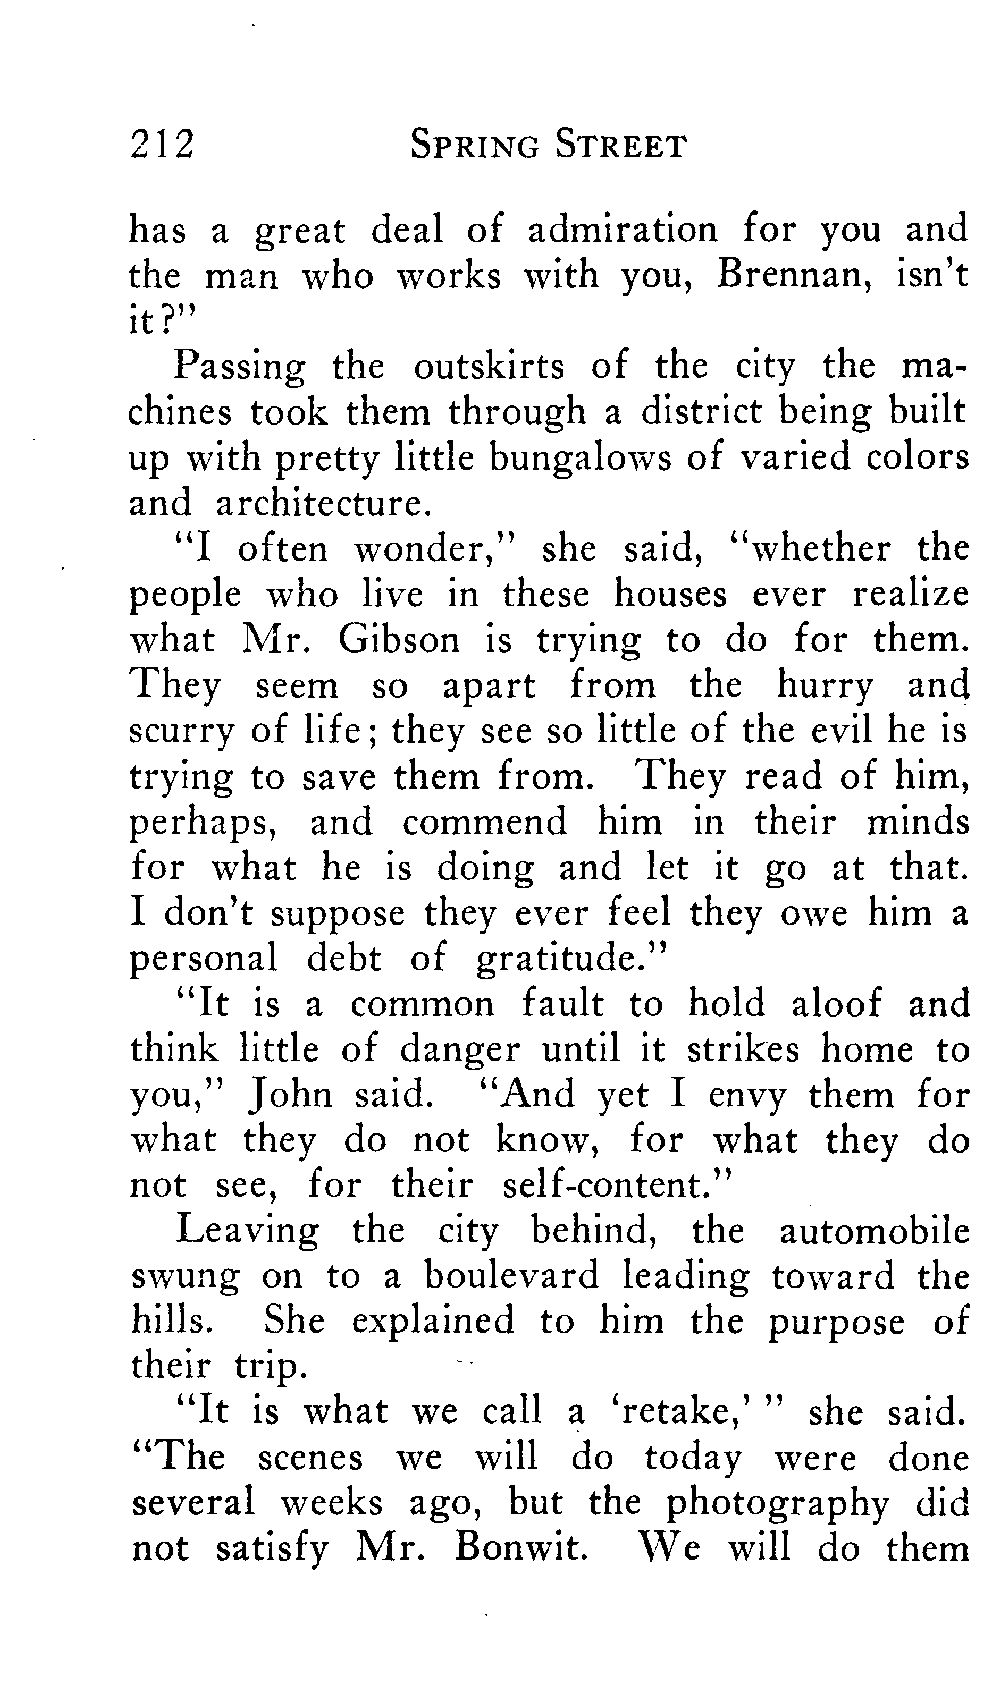 212 SPRING STREET
has a great deal of admiration for you and
the man who works with you, Brennan, isn't
it?"
Passing the outskirts of the city the ma-
chines took them through a district being built
up with pretty little bungalows of varied colors
and architecture.
"I often wonder," she said, "whether the
people who live in these houses ever realize
what Mr. Gibson is trying to do for them.
They seem so apart from the hurry and
scurry of life; they see so little of the evil he is
trying to save them from. They read of him,
perhaps, and commend him in their minds
for what he is doing and let it go at that.
I don't suppose they ever feel they owe him a
personal debt of gratitude."
"It is a common fault to hold aloof and
think little of danger until it strikes home to
you," John said. "And yet I envy them for
what they do not know, for what they do
not see, for their self-content."
Leaving the city behind, the automobile
swung on to a boulevard leading toward the
hills. She explained to him the purpose of
their trip.
"It is what we call a 'retake,' " she said.
"The scenes we will do today were done
several weeks ago, but the photography did
not satisfy Mr. Bonwit. We will do them